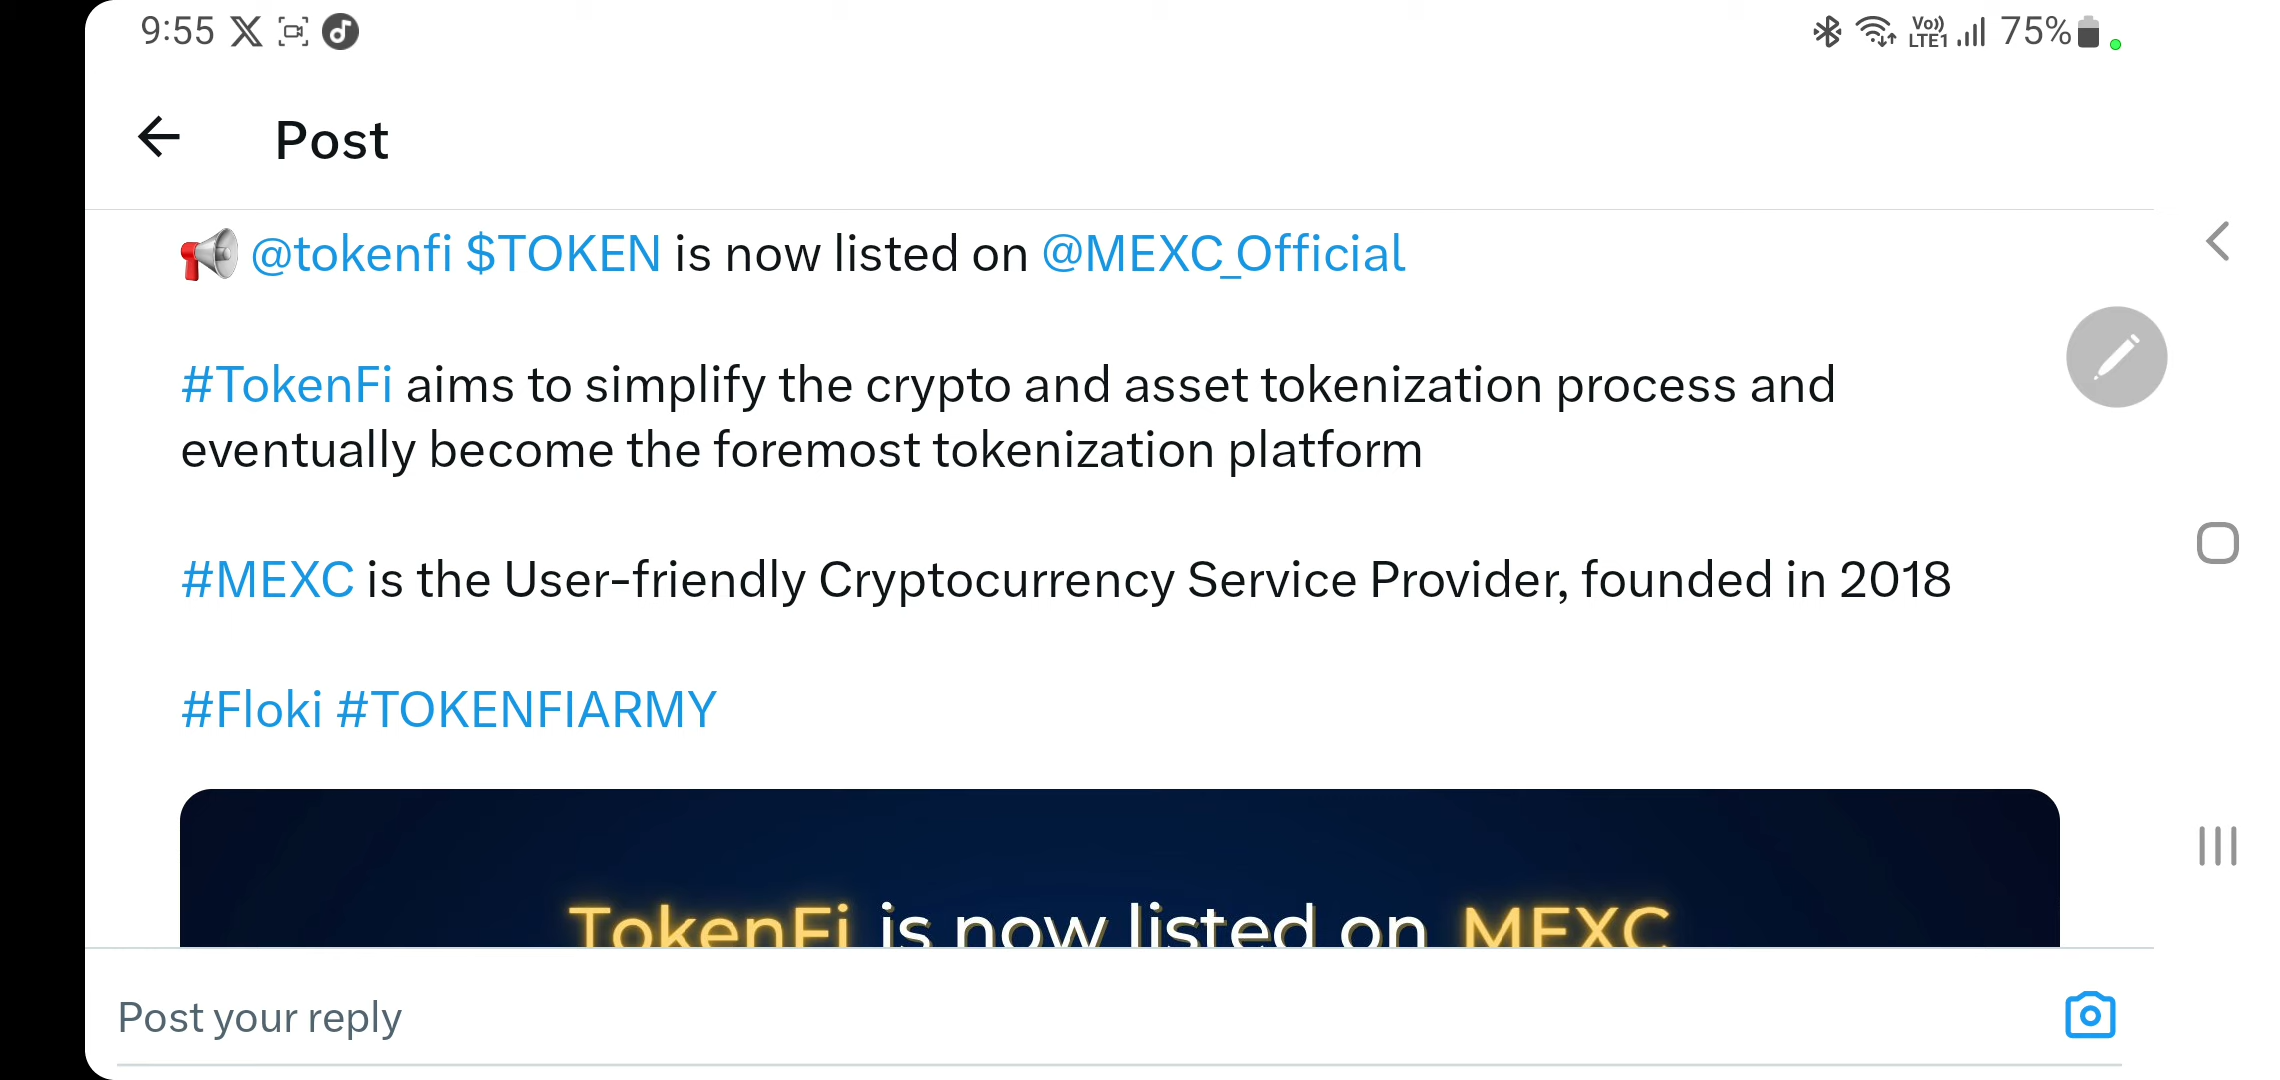 9:55
Vo)) LTE1 75%
Post
@tokenfi $TOKEN is now listed on @MEXC_Official
#TokenFi aims to simplify the crypto and asset tokenization process and
eventually become the foremost tokenization platform
#MEXC is the User-friendly Cryptocurrency Service Provider, founded in 2018
#Floki #TOKENFIARMY
TokenFi is now listed on MEXC
Post your reply